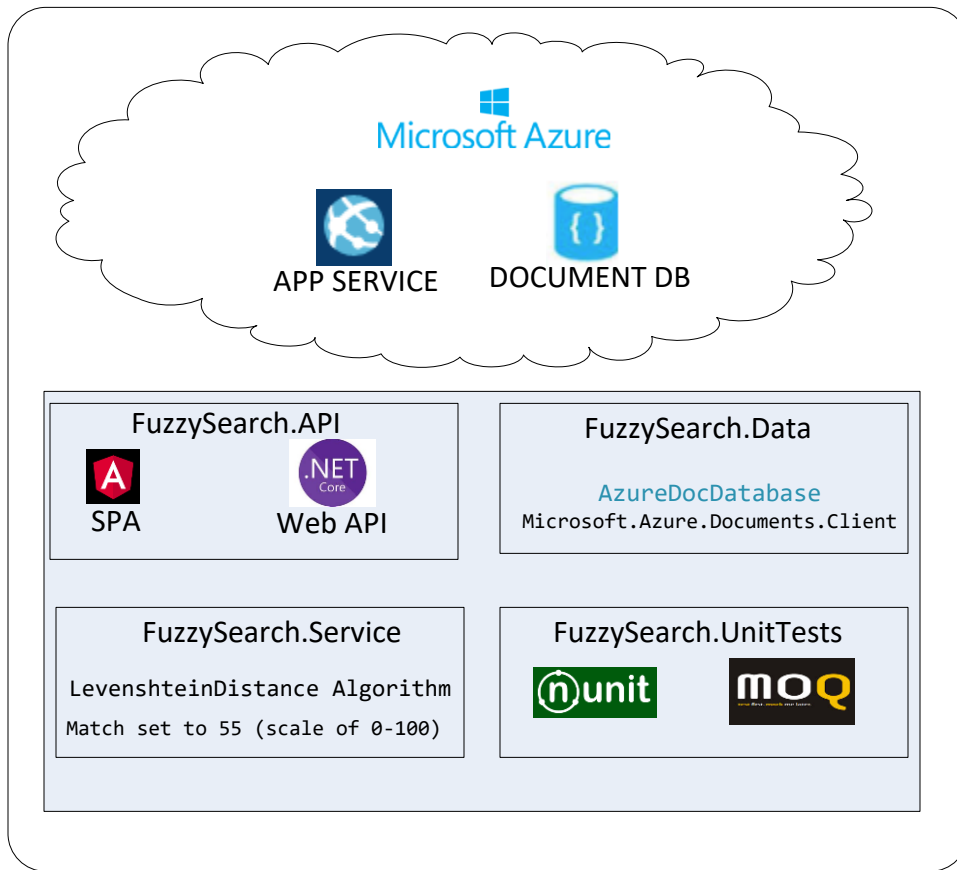 Microsoft Azure
{ }
APP SERVICE
DOCUMENT DB
FuzzySearch.API
A
SPA
.NET
Core
Web API
FuzzySearch.Data
AzureDocDatabase
Microsoft.Azure.Documents.Client
FuzzySearch.Service
LevenshteinDistance Algorithm
Match set to 55 (scale of 0-100)
FuzzySearch.UnitTests
nunit
moq